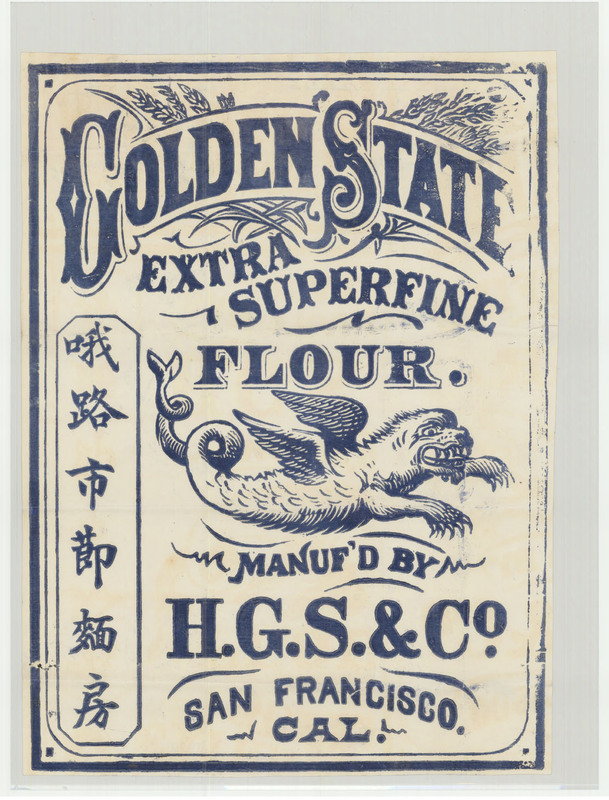 GOLDEN STATE
EXTRA
SUPERFINE
FLOUR.
哦路市莭麵房
MANUF'D BY
H.G.S.&Co.
SAN FRANCISCO.
CAL.